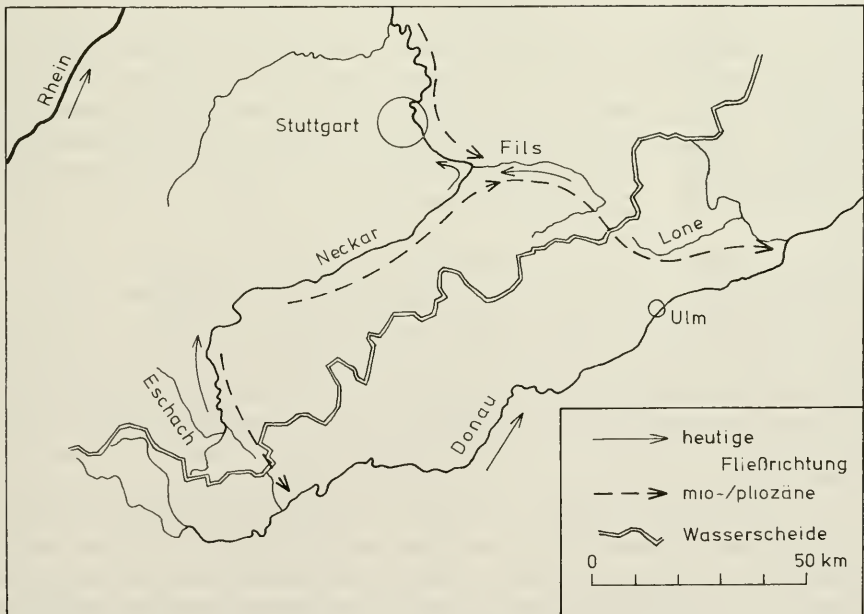 Rhein
Stuttgart
Fils
Neckar
Lone
Ulm
Eschach
Donau
heutige
Fließrichtung
mio-/pliozäne
Wasserscheide
0 50 km